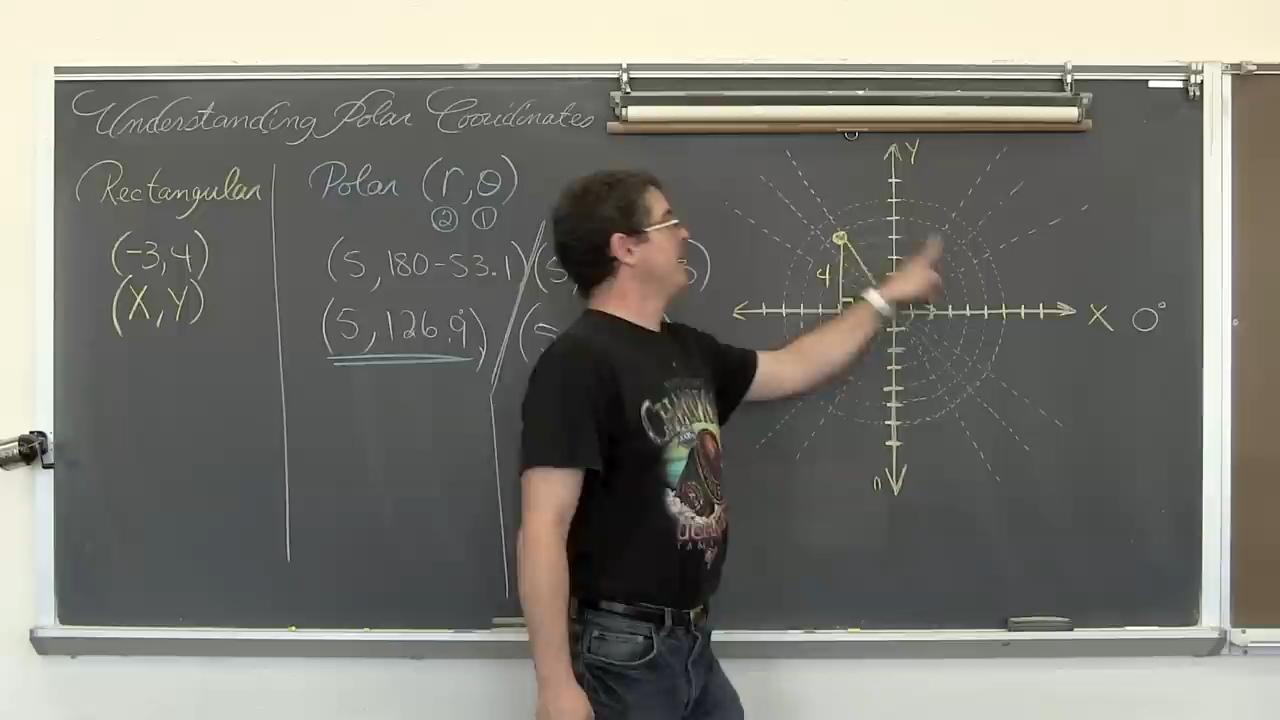 Understanding Polar Coordinates
Rectangular
(-3,4)
(X,Y)
Polar (r,θ)
② ①
(5,180-53.1)
(5,126.9°)
Y
4
X 0°
n